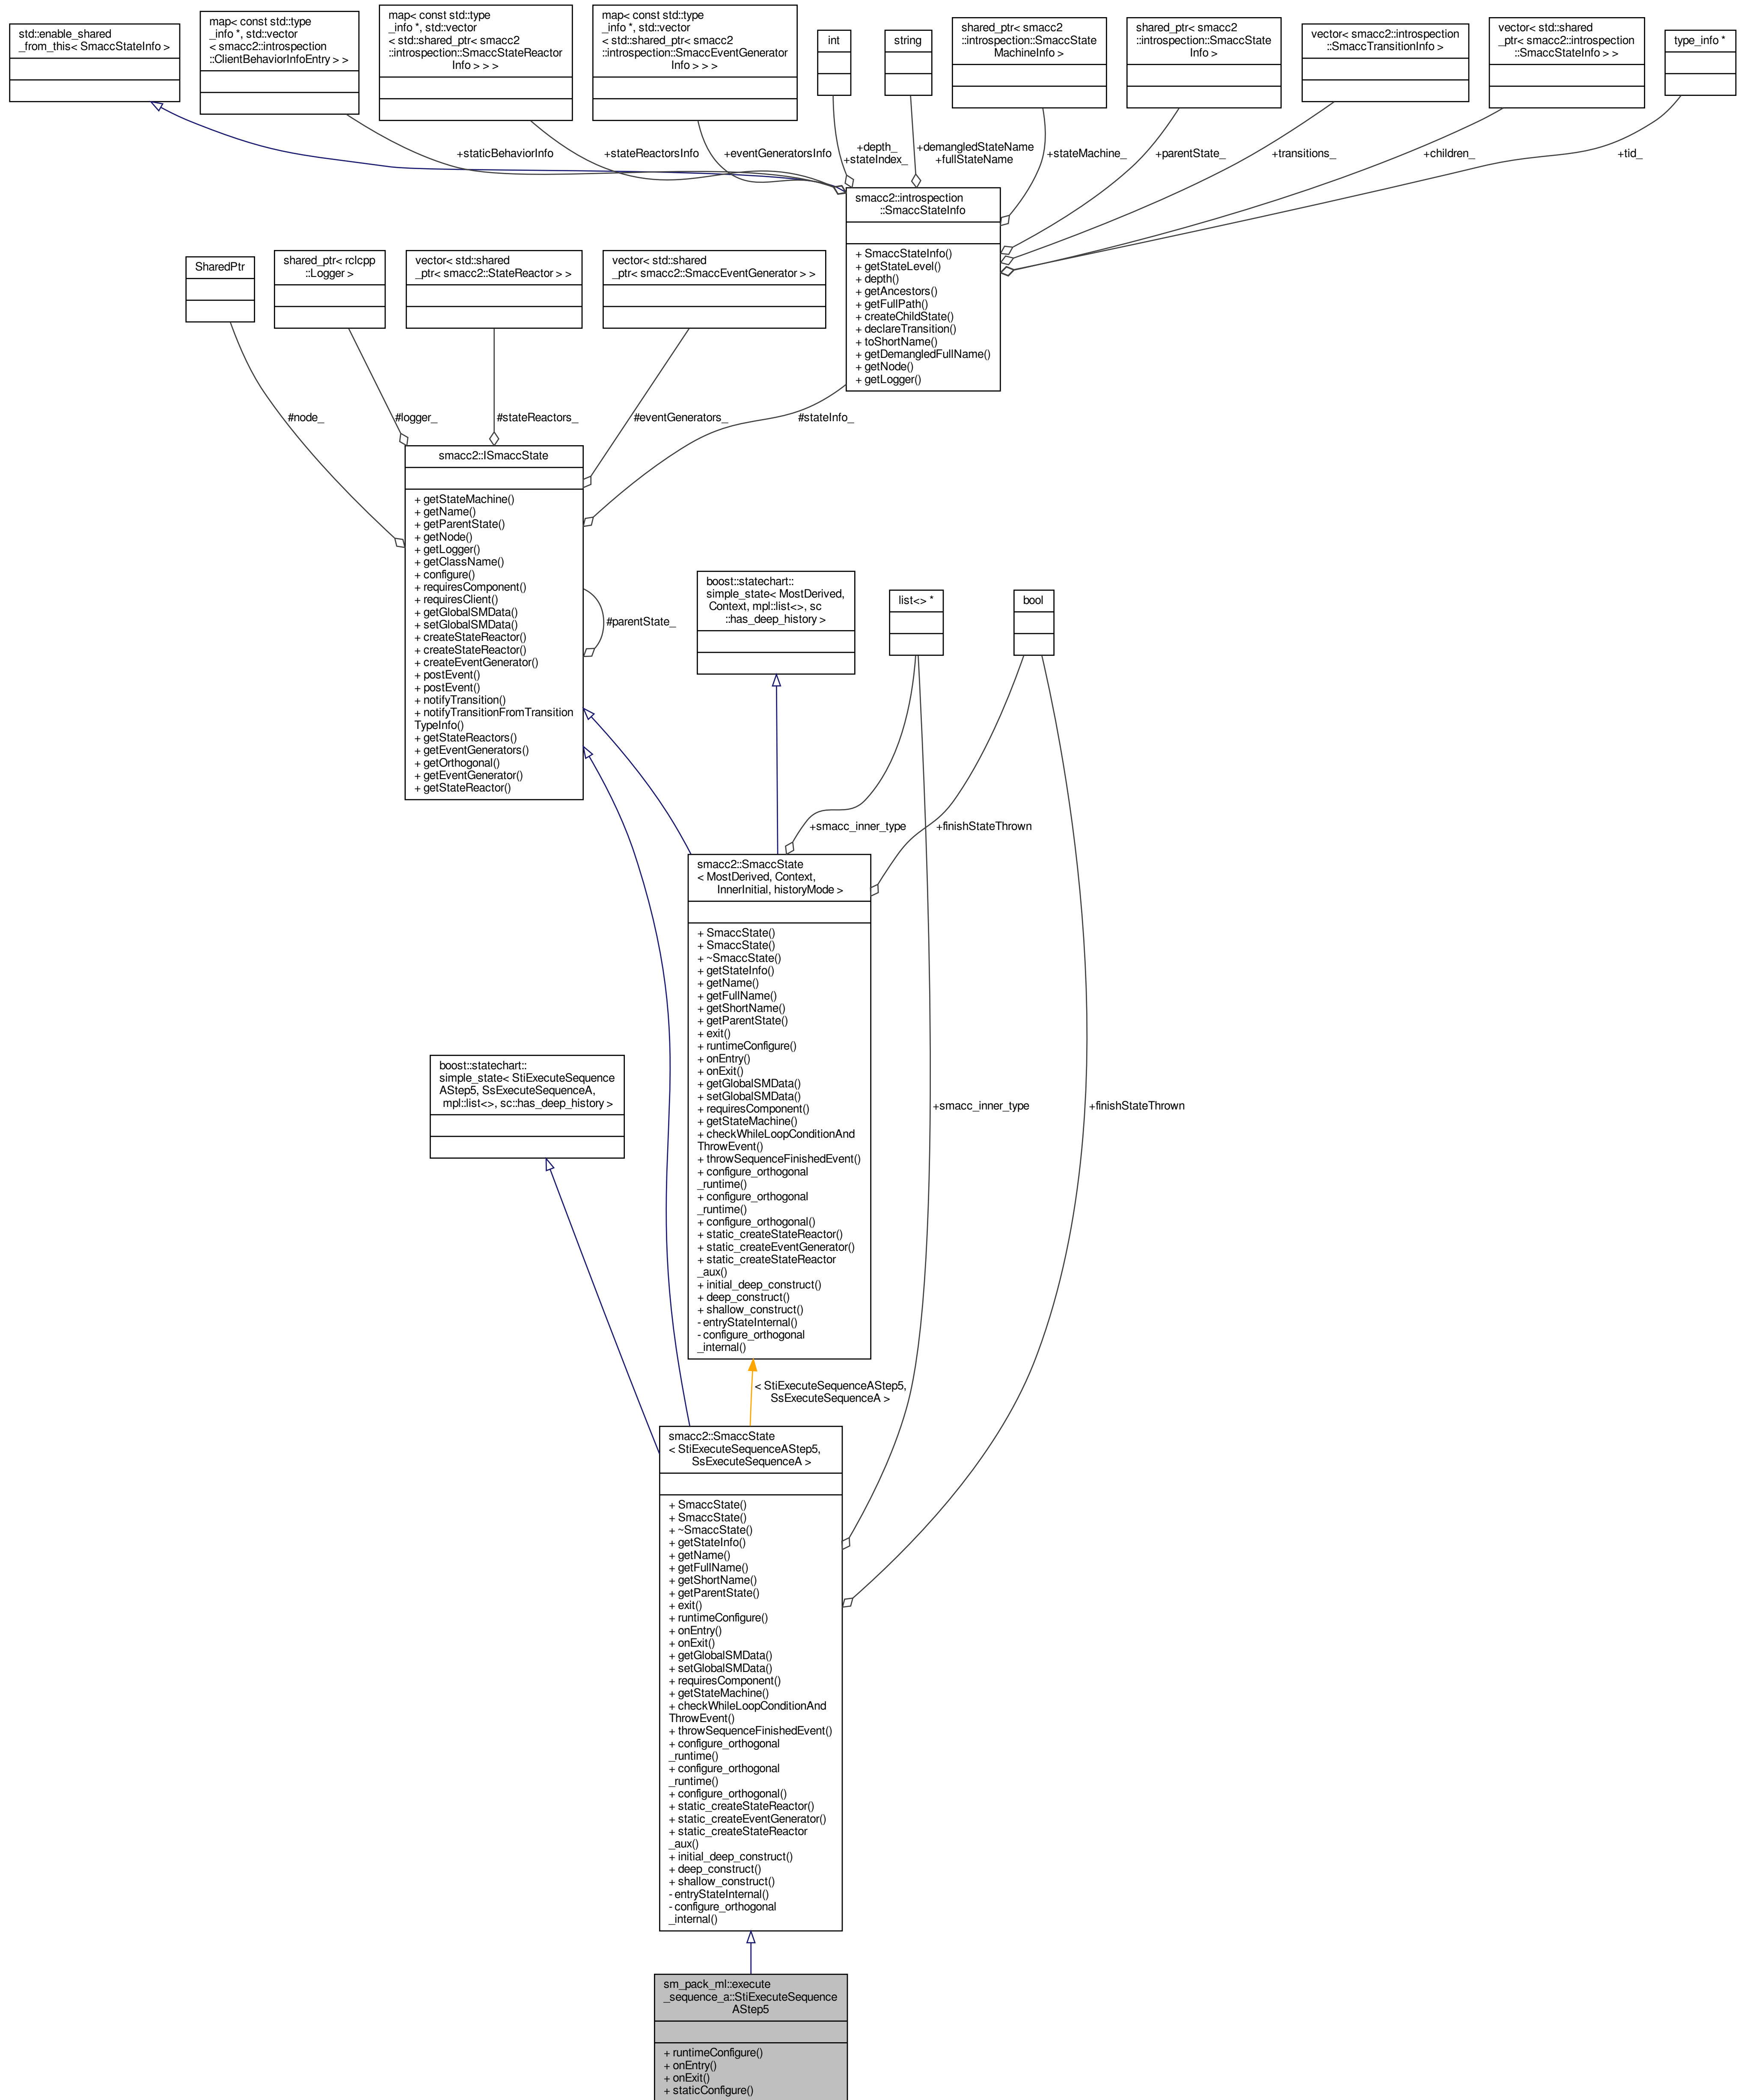 std::enable_shared
_from_this< SmaccStateInfo >
map< const std::type
_info *, std::vector
< smacc2::introspection
::ClientBehaviorInfoEntry > >
map< const std::type
_info *, std::vector
< std::shared_ptr< smacc2
::introspection::SmaccStateReactor
Info > > >
map< const std::type
_info *, std::vector
< std::shared_ptr< smacc2
::introspection::SmaccEventGenerator
Info > > >
int
string
shared_ptr< smacc2
::introspection::SmaccState
MachineInfo >
shared_ptr< smacc2
::introspection::SmaccState
Info >
vector< smacc2::introspection
::SmaccTransitionInfo >
vector< std::shared
_ptr< smacc2::introspection
::SmaccStateInfo > >
type_info *
+staticBehaviorInfo
+stateReactorsInfo
+eventGeneratorsInfo
+depth_
+stateIndex_
+demangledStateName
+fullStateName
+stateMachine_
+parentState_
+transitions_
+children_
+tid_
smacc2::introspection
::SmaccStateInfo
+ SmaccStateInfo()
+ getStateLevel()
+ depth()
+ getAncestors()
+ getFullPath()
+ createChildState()
+ declareTransition()
+ toShortName()
+ getDemangledFullName()
+ getNode()
+ getLogger()
SharedPtr
shared_ptr< rclcpp
::Logger >
vector< std::shared
_ptr< smacc2::StateReactor > >
vector< std::shared
_ptr< smacc2::SmaccEventGenerator > >
#node_
#logger_
#stateReactors_
#eventGenerators_
#stateInfo_
smacc2::ISmaccState
+ getStateMachine()
+ getName()
+ getParentState()
+ getNode()
+ getLogger()
+ getClassName()
+ configure()
+ requiresComponent()
+ requiresClient()
+ getGlobalSMData()
+ setGlobalSMData()
+ createStateReactor()
+ createStateReactor()
+ createEventGenerator()
+ postEvent()
+ postEvent()
+ notifyTransition()
+ notifyTransitionFromTransition
TypeInfo()
+ getStateReactors()
+ getEventGenerators()
+ getOrthogonal()
+ getEventGenerator()
+ getStateReactor()
#parentState_
boost::statechart::
simple_state< MostDerived,
Context, mpl::list<>, sc
::has_deep_history >
list<> *
bool
+smacc_inner_type
+finishStateThrown
smacc2::SmaccState
< MostDerived, Context,
InnerInitial, historyMode >
+ SmaccState()
+ SmaccState()
+ ~SmaccState()
+ getStateInfo()
+ getName()
+ getFullName()
+ getShortName()
+ getParentState()
+ exit()
+ runtimeConfigure()
+ onEntry()
+ onExit()
+ getGlobalSMData()
+ setGlobalSMData()
+ requiresComponent()
+ getStateMachine()
+ checkWhileLoopConditionAnd
ThrowEvent()
+ throwSequenceFinishedEvent()
+ configure_orthogonal
_runtime()
+ configure_orthogonal
_runtime()
+ configure_orthogonal()
+ static_createStateReactor()
+ static_createEventGenerator()
+ static_createStateReactor
_aux()
+ initial_deep_construct()
+ deep_construct()
+ shallow_construct()
- entryStateInternal()
- configure_orthogonal
_internal()
boost::statechart::
simple_state< StiExecuteSequence
AStep5, SsExecuteSequenceA,
mpl::list<>, sc::has_deep_history >
+smacc_inner_type
+finishStateThrown
< StiExecuteSequenceAStep5,
SsExecuteSequenceA >
smacc2::SmaccState
< StiExecuteSequenceAStep5,
SsExecuteSequenceA >
+ SmaccState()
+ SmaccState()
+ ~SmaccState()
+ getStateInfo()
+ getName()
+ getFullName()
+ getShortName()
+ getParentState()
+ exit()
+ runtimeConfigure()
+ onEntry()
+ onExit()
+ getGlobalSMData()
+ setGlobalSMData()
+ requiresComponent()
+ getStateMachine()
+ checkWhileLoopConditionAnd
ThrowEvent()
+ throwSequenceFinishedEvent()
+ configure_orthogonal
_runtime()
+ configure_orthogonal
_runtime()
+ configure_orthogonal()
+ static_createStateReactor()
+ static_createEventGenerator()
+ static_createStateReactor
_aux()
+ initial_deep_construct()
+ deep_construct()
+ shallow_construct()
- entryStateInternal()
- configure_orthogonal
_internal()
sm_pack_ml::execute
_sequence_a::StiExecuteSequence
AStep5
+ runtimeConfigure()
+ onEntry()
+ onExit()
+ staticConfigure()